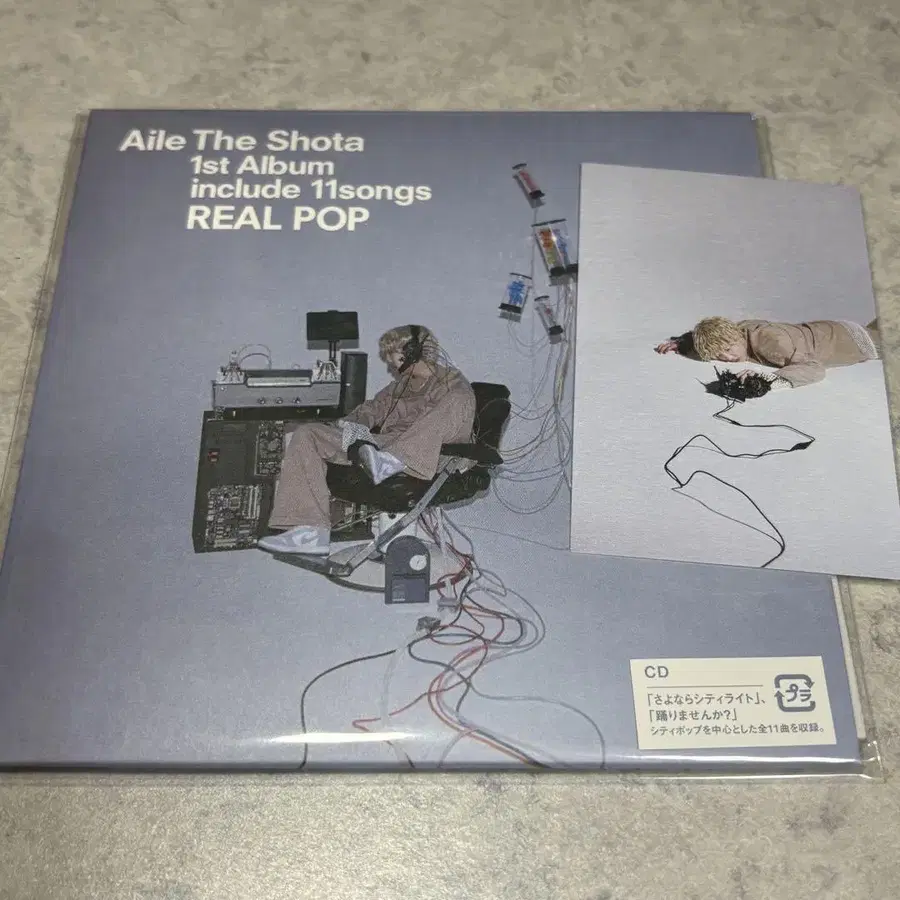 Aile The Shota
1st Album
include 11songs
REAL POP
CD
プラ
「さよならシティライト」、
「踊りませんか?」
シティポップを中心とした全11曲を収録。